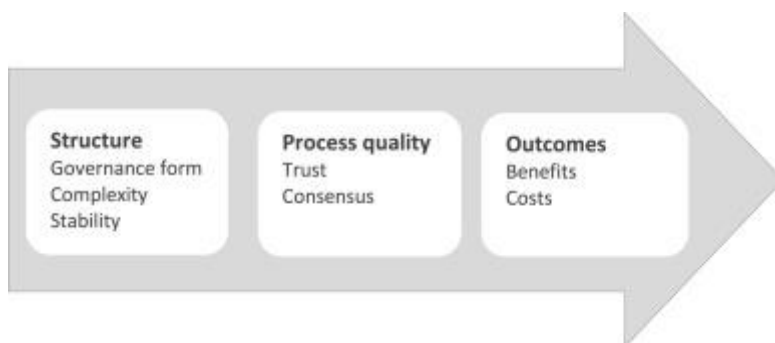 Structure
Governance form
Complexity
Stability
Process quality
Trust
Consensus
Outcomes
Benefits
Costs